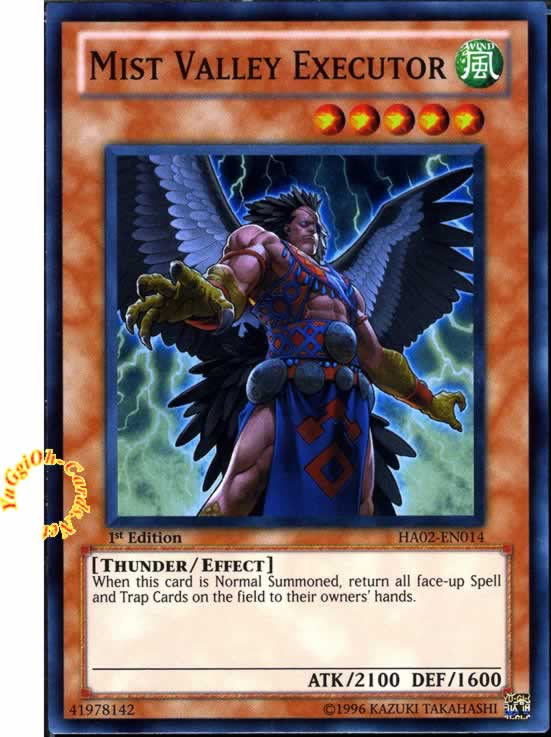 MIST VALLEY EXECUTOR
WIND
風
YuGgiOh-Cards.Net
1st Edition
HA02-EN014
[THUNDER/EFFECT]
When this card is Normal Summoned, return all face-up Spell
and Trap Cards on the field to their owners' hands.
ATK/2100 DEF/1600
41978142
©1996 KAZUKI TAKAHASHI